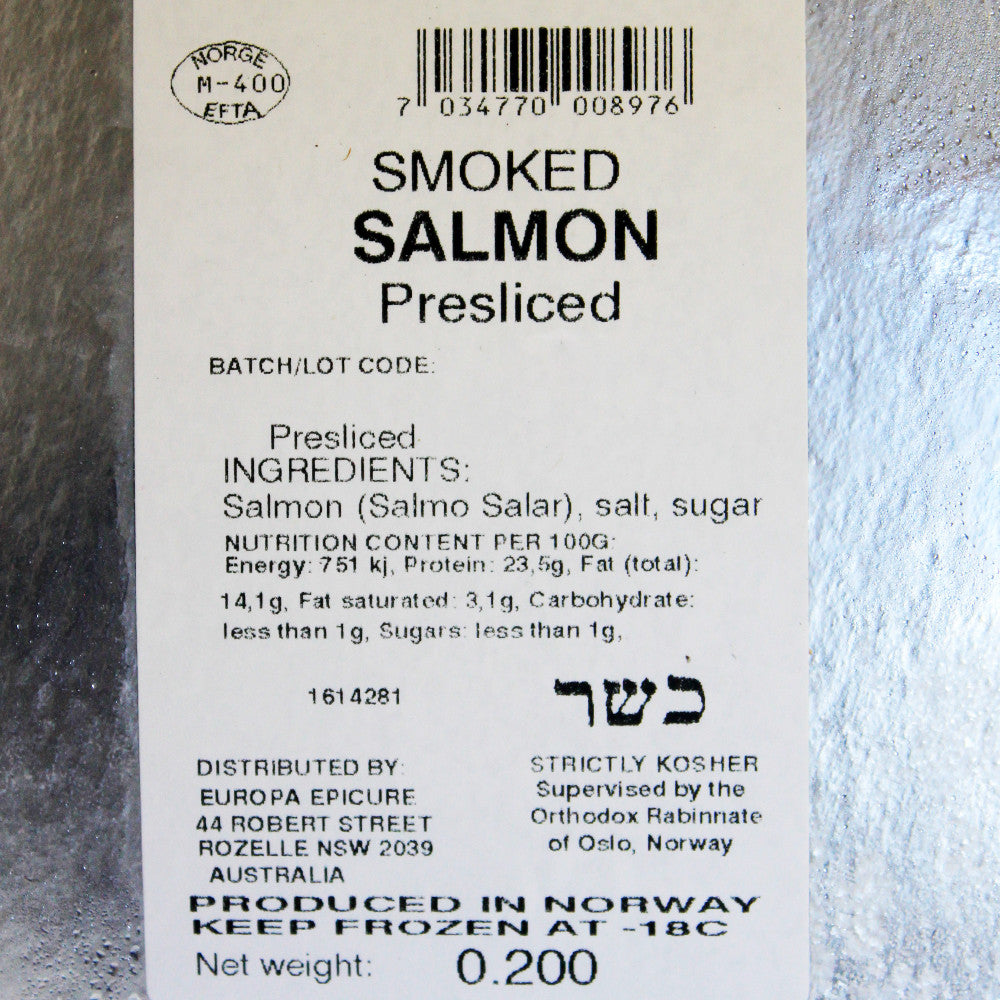 NORGE
M-400
EFTA
7 034770 008976
SMOKED
SALMON
Presliced
BATCH/LOT CODE:
Presliced
INGREDIENTS:
Salmon (Salmo Salar), salt, sugar
NUTRITION CONTENT PER 100G:
Energy: 751 kj, Protein: 23,5g, Fat (total):
14,1g, Fat saturated: 3,1g, Carbohydrate:
less than 1g, Sugars: less than 1g,
1614281
כשר
DISTRIBUTED BY:
EUROPA EPICURE
44 ROBERT STREET
ROZELLE NSW 2039
AUSTRALIA
STRICTLY KOSHER
Supervised by the
Orthodox Rabinnate
of Oslo, Norway
PRODUCED IN NORWAY
KEEP FROZEN AT -18C
Net weight: 0.200